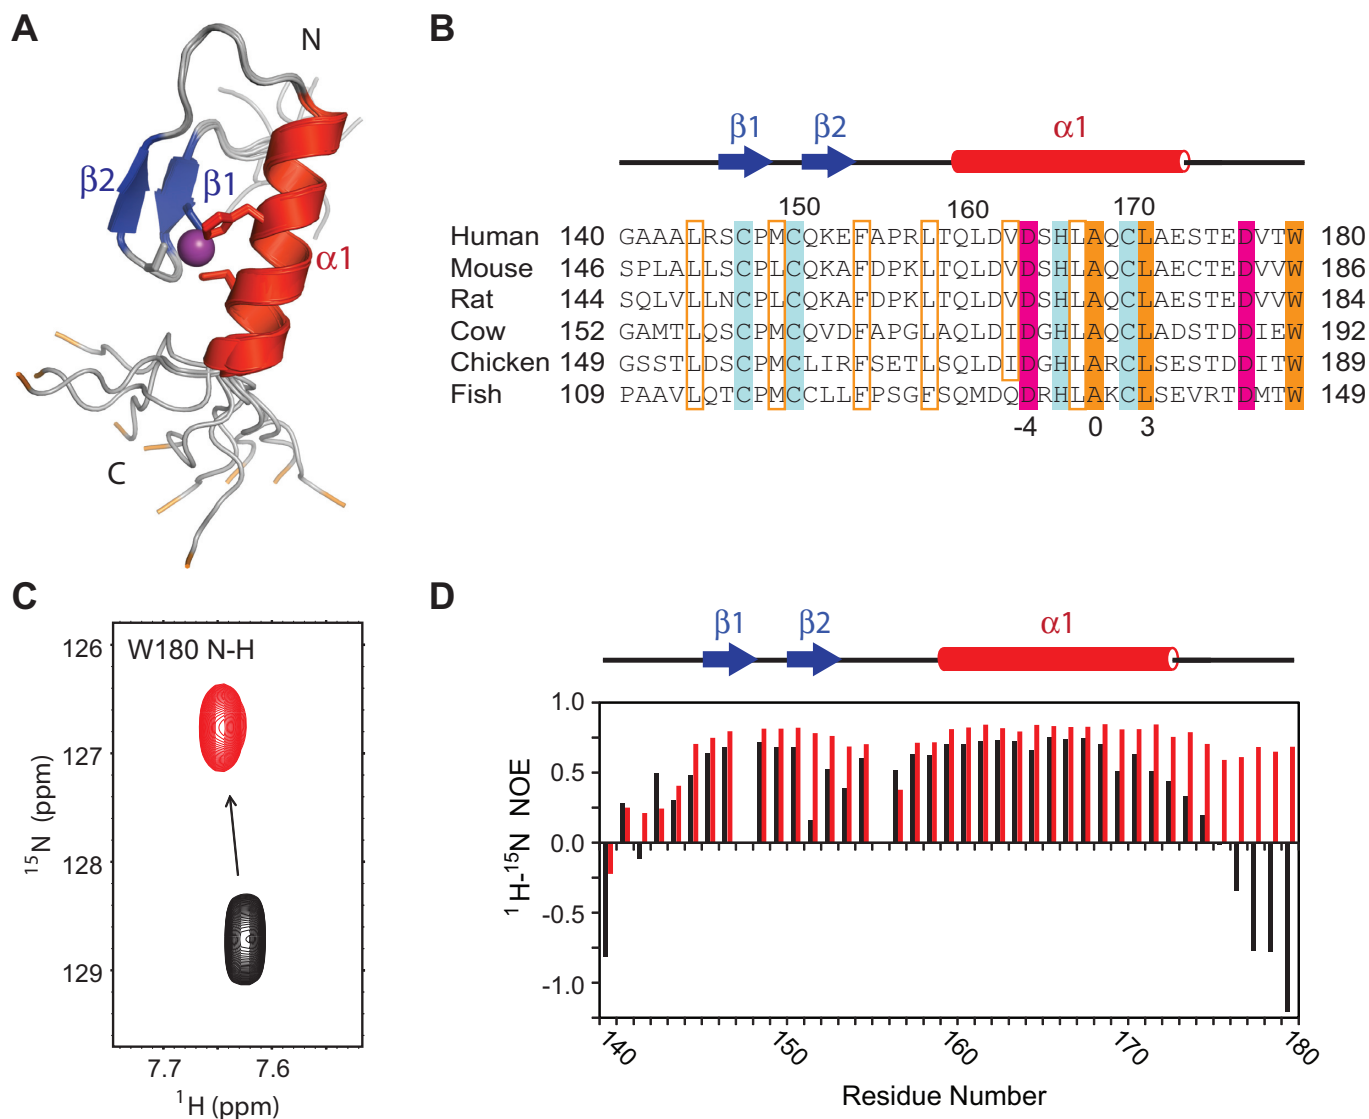 A
N
β2
β1
α1
C
B
β1 β2 α1
150 160 170
Human 140 GAAALRSCPMCQKEFAPRLTQLDVDSHLAQCLAESTEDVTW 180
Mouse 146 SPLALLSCPLCQKAFDPKLTQLDVDSHLAQCLAECTEDVVW 186
Rat 144 SQLVLLNCPLCQKAFDPKLTQLDVDSHLAQCLAESTEDVVW 184
Cow 152 GAMTLQSCPMCQVDFAPGLAQLDIDGHLAQCLADSTDDIEW 192
Chicken 149 GSSTLDSCPMCLIRFSETLSQLDIDGHLARCLSESTDDITW 189
Fish 109 PAAVLQTCPMCCLLFPSGFSQMDQDRHLAKCLSEVRTDMTW 149
-4 0 3
C
W180 N-H
126
127
128
129
15N (ppm)
7.7 7.6
1H (ppm)
D
β1 β2 α1
1.0
0.5
0.0
-0.5
-1.0
1H-15N NOE
140 150 160 170 180
Residue Number